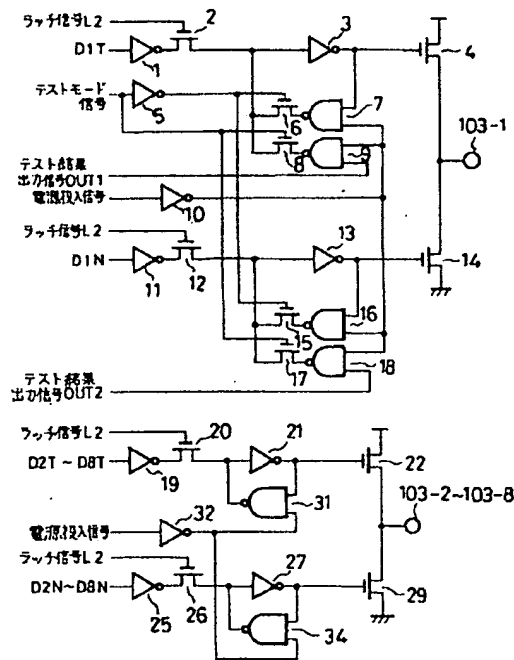 ラッチ信号L2
2
3
D1T
1
4
テストモード
信号
5
6
7
103-1
8
9
テスト結果
出力信号OUT1
電源投入信号
10
ラッチ信号L2
13
D1N
11
12
14
15
16
17
18
テスト結果
出力信号OUT2
ラッチ信号L2
20
21
D2T~D8T
19
22
31
103-2~103-8
電源投入信号
32
ラッチ信号L2
27
D2N~D8N
25
26
29
34